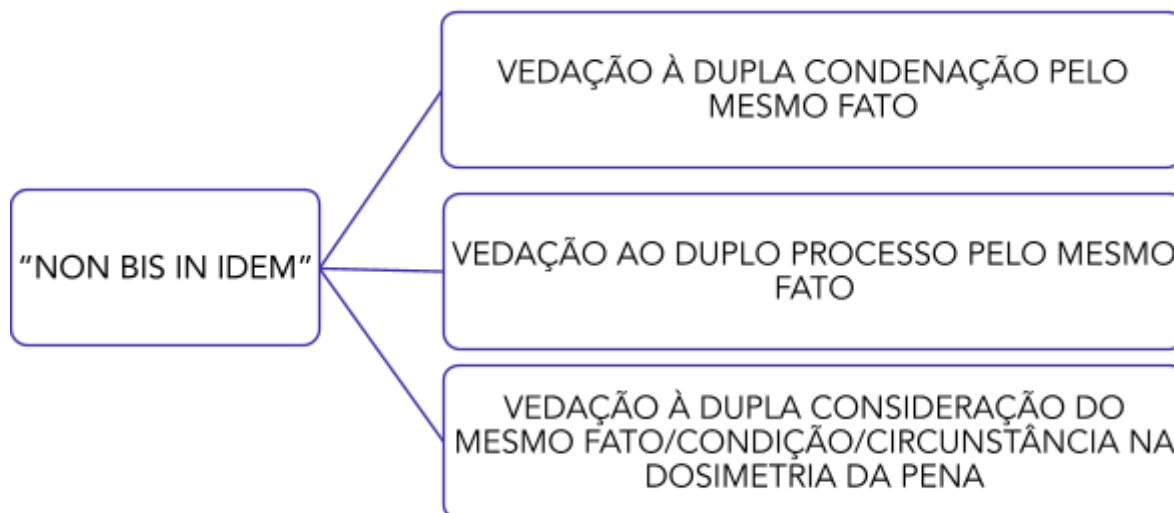 VEDAÇÃO À DUPLA CONDENAÇÃO PELO
MESMO FATO
“NON BIS IN IDEM”
VEDAÇÃO AO DUPLO PROCESSO PELO MESMO
FATO
VEDAÇÃO À DUPLA CONSIDERAÇÃO DO
MESMO FATO/CONDIÇÃO/CIRCUNSTÂNCIA NA
DOSIMETRIA DA PENA